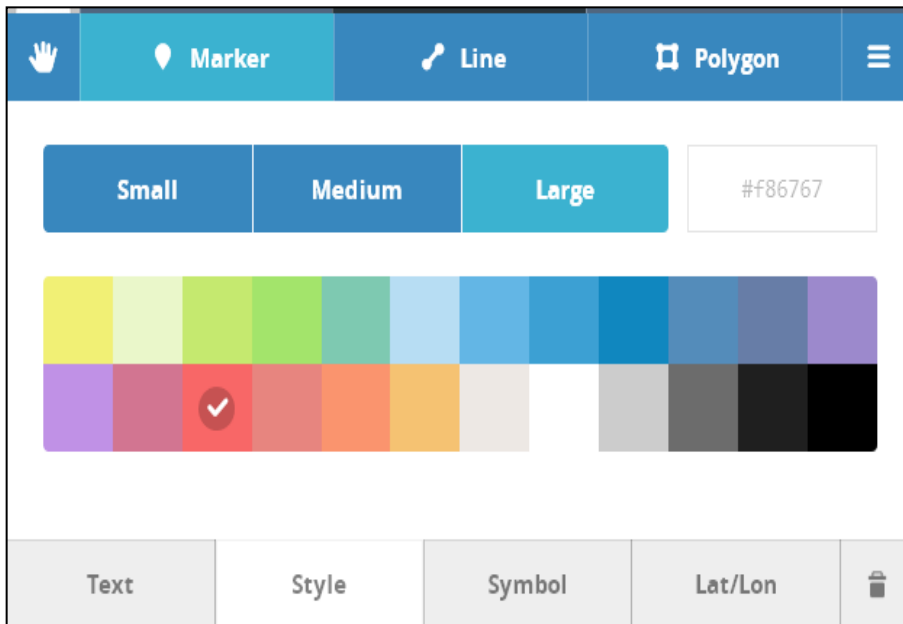 Marker Line Polygon
Small Medium Large #f86767
Text Style Symbol Lat/Lon